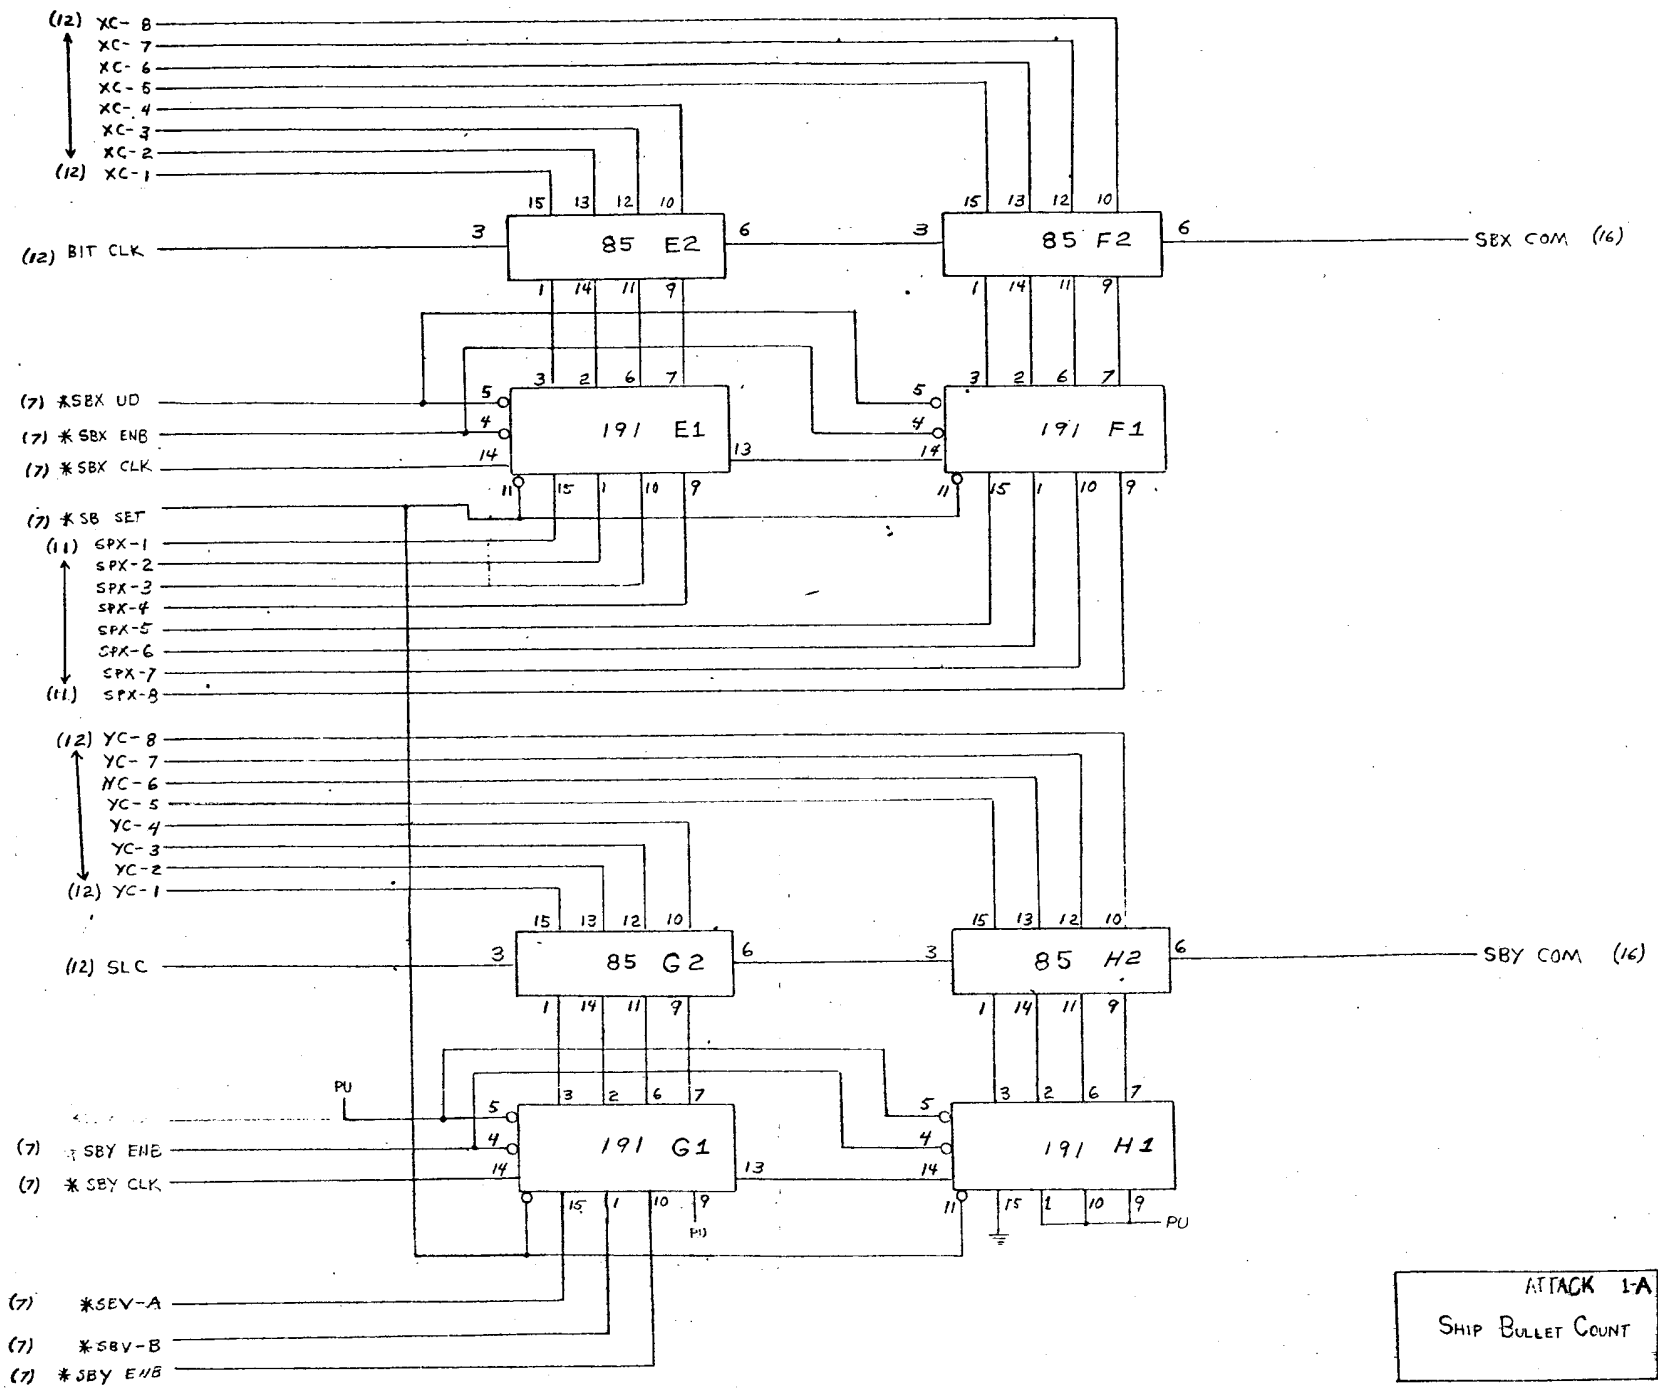 (12) XC- 8
XC- 7
XC- 6
XC- 5
XC- 4
XC- 3
XC- 2
(12) XC-1
15 13 12 10
15 13 12 10
(12) BIT CLK 3 85 E2 6 3 85 F2 6 SBX COM (16)
1 14 11 9
1 14 11 9
3 2 6 7
3 2 6 7
(7) *SBX UD 5 5
(7) *SBX ENB 4 191 E1 4 191 F1
(7) *SBX CLK 14 13 14
11 15 1 10 9
11 15 1 10 9
(7) *SB SET
(11) SPX-1
SPX-2
SPX-3
SPX-4
SPX-5
SPX-6
SPX-7
(11) SPX-8
(12) YC-8
YC-7
YC-6
YC-5
YC-4
YC-3
YC-2
(12) YC-1
15 13 12 10
15 13 12 10
(12) SLC 3 85 G2 6 3 85 H2 6 SBY COM (16)
1 14 11 9
1 14 11 9
PU
3 2 6 7
3 2 6 7
5 5
(7) SBY ENB 4 191 G1 4 191 H1
(7) *SBY CLK 14 13 14
15 1 10 9
11 15 1 10 9
PU
PU
(7) *SBV-A
(7) *SBV-B
(7) *SBY ENB
ATTACK 1-A
SHIP BULLET COUNT